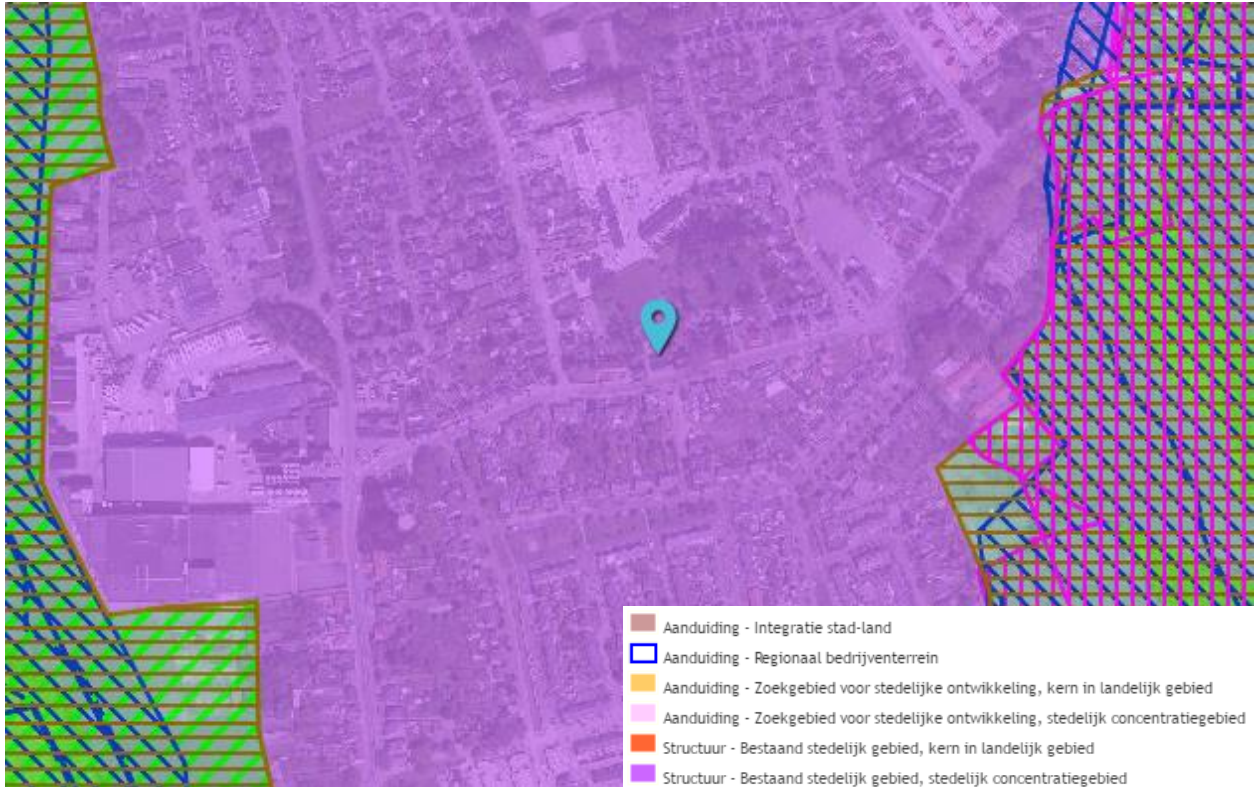 Aanduiding - Integratie stad-land
Aanduiding - Regionaal bedrijventerrein
Aanduiding - Zoekgebied voor stedelijke ontwikkeling, kern in landelijk gebied
Aanduiding - Zoekgebied voor stedelijke ontwikkeling, stedelijk concentratiegebied
Structuur - Bestaand stedelijk gebied, kern in landelijk gebied
Structuur - Bestaand stedelijk gebied, stedelijk concentratiegebied